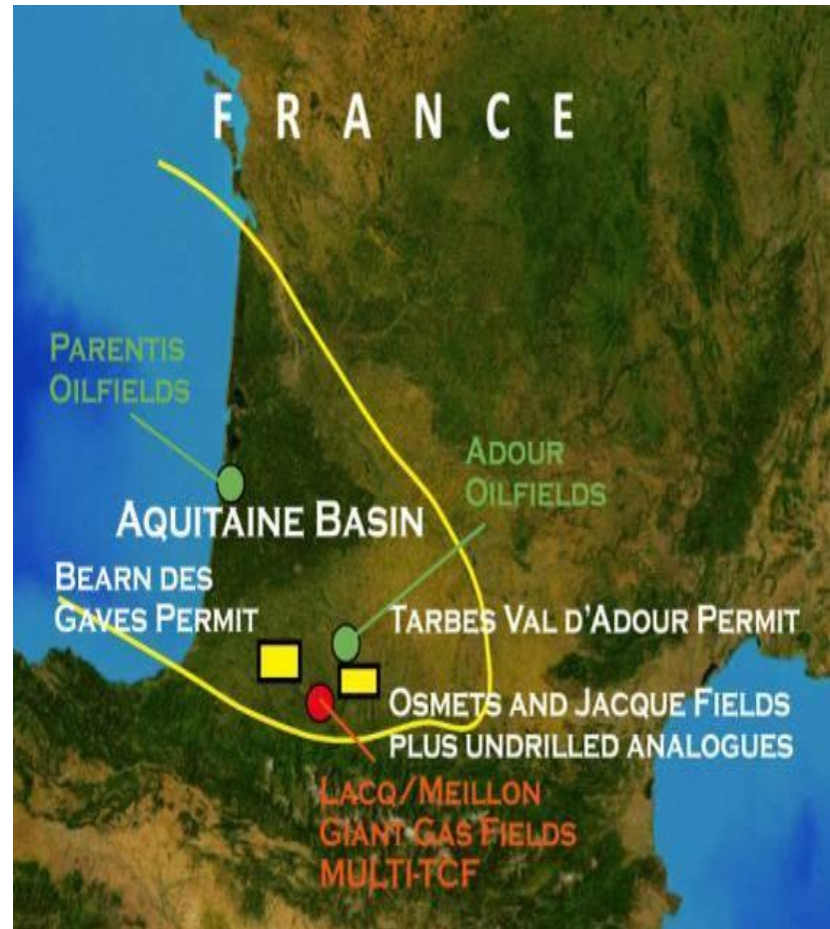 FRANCE
PARENTIS
OILFIELDS
ADOUR
OILFIELDS
AQUITAINE BASIN
BEARN DES
GAVES PERMIT
TARBES VAL D'ADOUR PERMIT
OSMETS AND JACQUE FIELDS
PLUS UNDRILLED ANALOGUES
LACQ/MEILLON
GIANT GAS FIELDS
MULTI-TCF